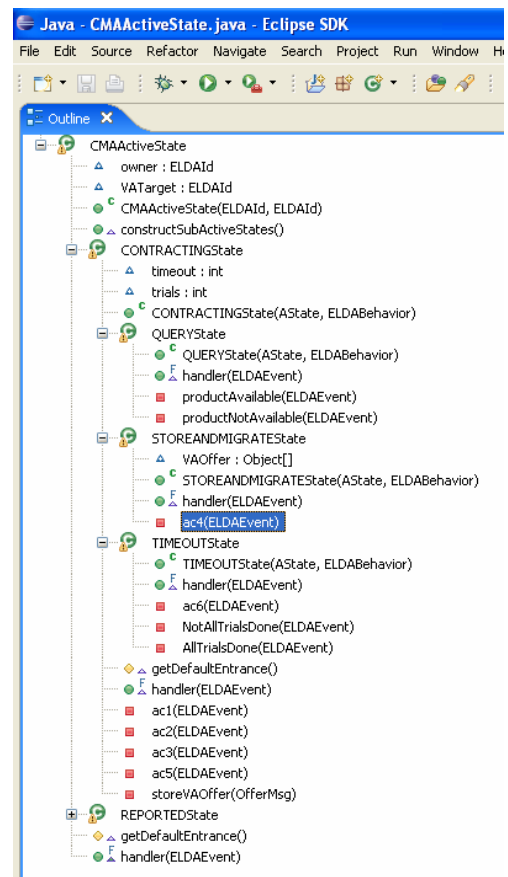 Java - CMAActiveState.java - Eclipse SDK
File Edit Source Refactor Navigate Search Project Run Window
Outline
CMAActiveState
owner : ELDAId
VATarget : ELDAId
CMAActiveState(ELDAId, ELDAId)
constructSubActiveStates()
CONTRACTINGState
timeout : int
trials : int
CONTRACTINGState(AState, ELDABehavior)
QUERYState
QUERYState(AState, ELDABehavior)
handler(ELDAEvent)
productAvailable(ELDAEvent)
productNotAvailable(ELDAEvent)
STOREANDMIGRATEState
VAOffer : Object[]
STOREANDMIGRATEState(AState, ELDABehavior)
handler(ELDAEvent)
ac4(ELDAEvent)
TIMEOUTState
TIMEOUTState(AState, ELDABehavior)
handler(ELDAEvent)
ac6(ELDAEvent)
NotAllTrialsDone(ELDAEvent)
AllTrialsDone(ELDAEvent)
getDefaultEntrance()
handler(ELDAEvent)
ac1(ELDAEvent)
ac2(ELDAEvent)
ac3(ELDAEvent)
ac5(ELDAEvent)
storeVAOffer(OfferMsg)
REPORTEDState
getDefaultEntrance()
handler(ELDAEvent)